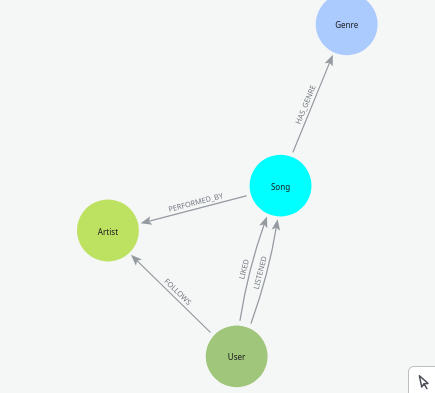 Genre
HAS_GENRE
Song
PERFORMED_BY
Artist
LIKED
LISTENED
FOLLOWS
User